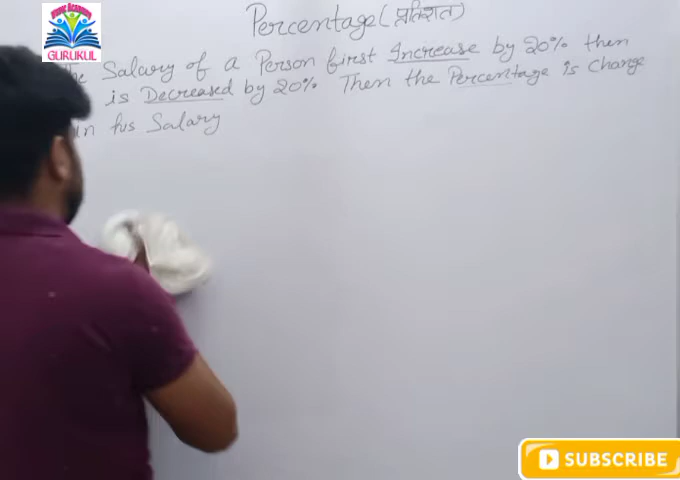 Percentage (प्रतिशत)
GURUKUL
The Salary of a Person first Increase by 20% then
is Decreased by 20% Then the Percentage is Change
in his Salary
SUBSCRIBE